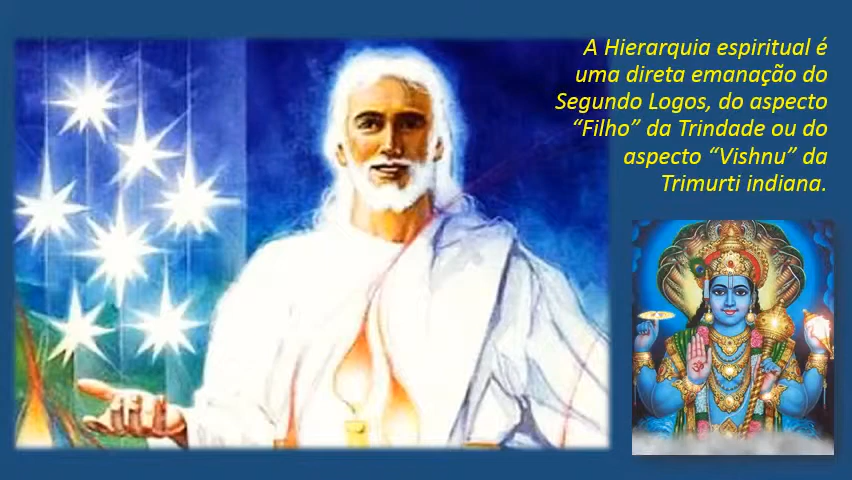 A Hierarquia espiritual é
uma direta emanação do
Segundo Logos, do aspecto
“Filho” da Trindade ou do
aspecto “Vishnu” da
Trimurti indiana.